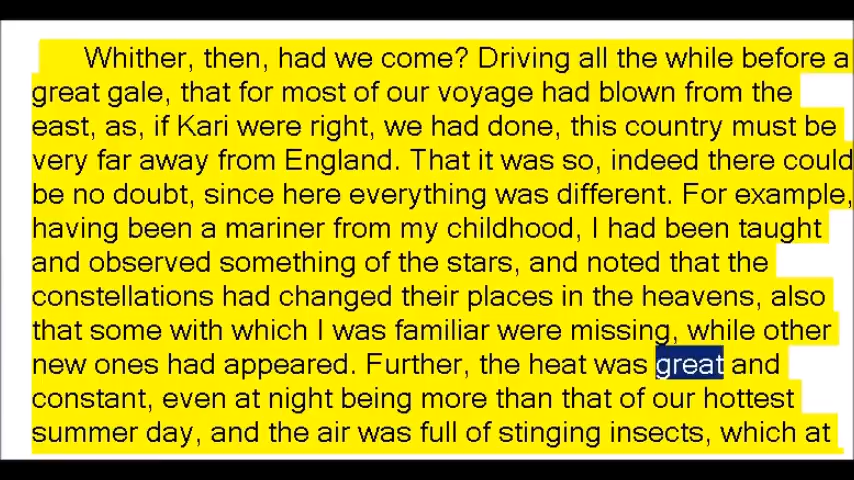 Whither, then, had we come? Driving all the while before a
great gale, that for most of our voyage had blown from the
east, as, if Kari were right, we had done, this country must be
very far away from England. That it was so, indeed there could
be no doubt, since here everything was different. For example,
having been a mariner from my childhood, I had been taught
and observed something of the stars, and noted that the
constellations had changed their places in the heavens, also
that some with which I was familiar were missing, while other
new ones had appeared. Further, the heat was great and
constant, even at night being more than that of our hottest
summer day, and the air was full of stinging insects, which at